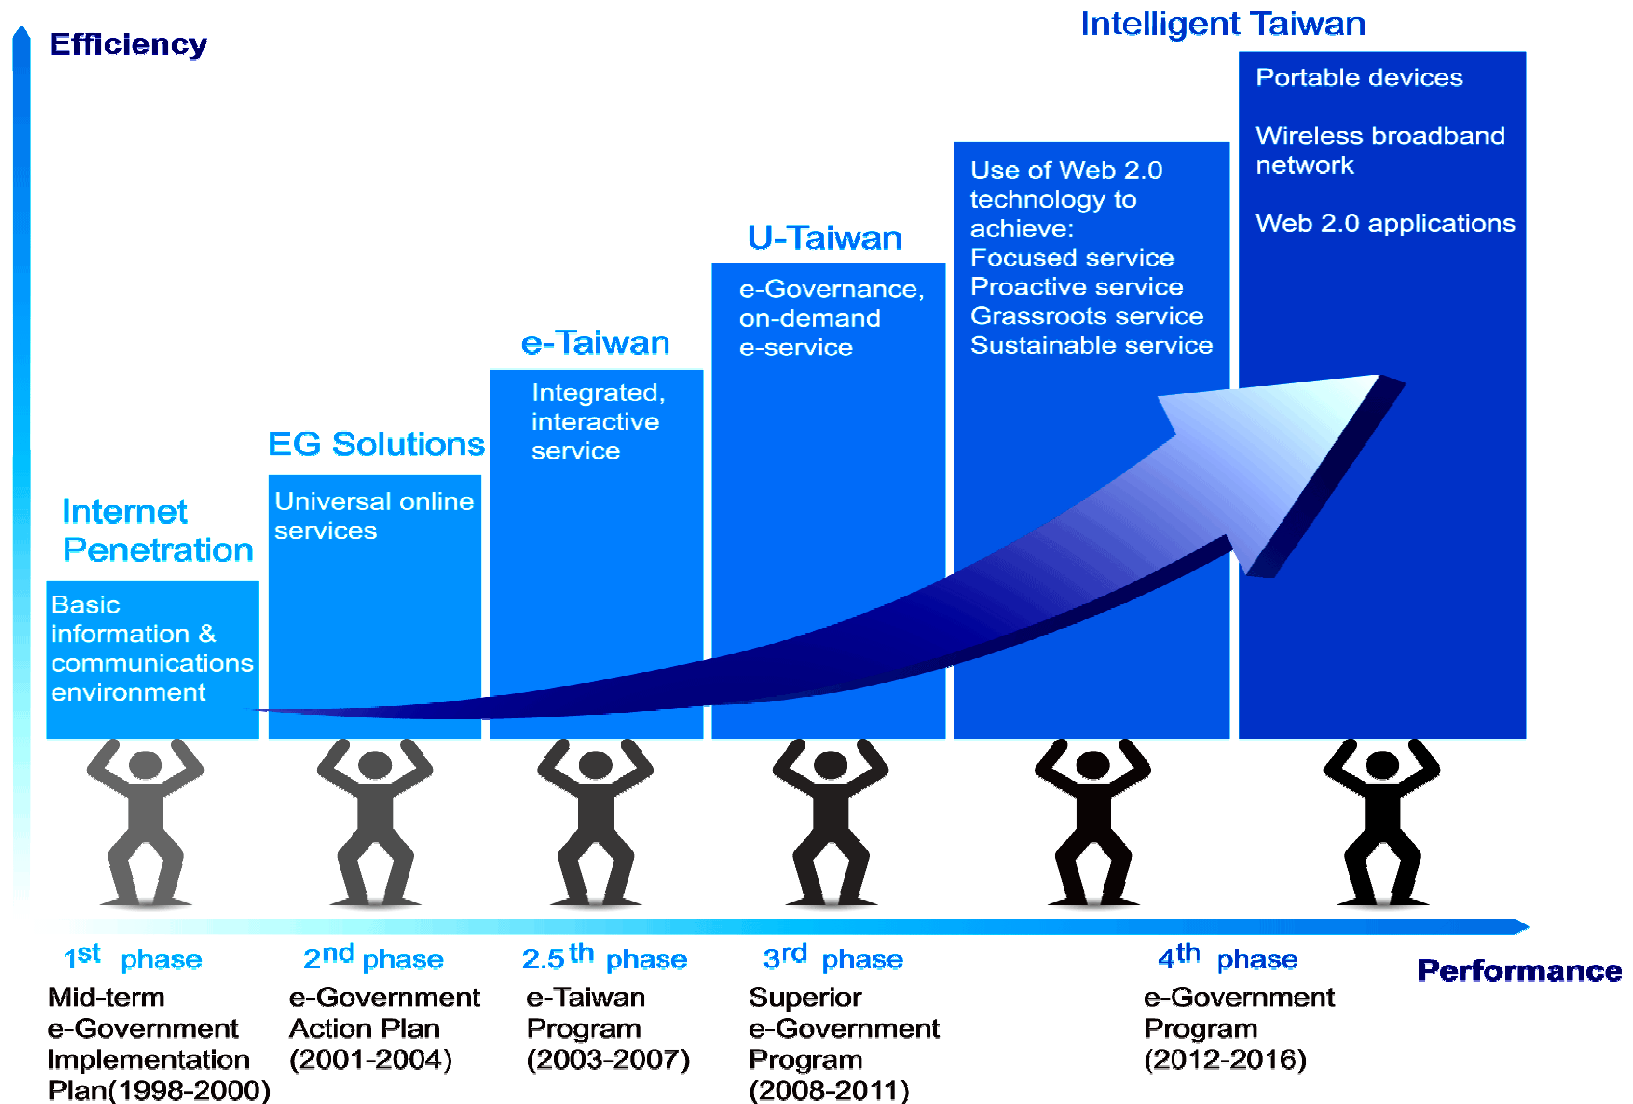 Efficiency
Intelligent Taiwan
Portable devices
Wireless broadband
network
Web 2.0 applications
Use of Web 2.0
technology to
achieve:
Focused service
Proactive service
Grassroots service
Sustainable service
U-Taiwan
e-Governance,
on-demand
e-service
e-Taiwan
Integrated,
interactive
service
EG Solutions
Universal online
services
Internet
Penetration
Basic
information &
communications
environment
1st phase
Mid-term
e-Government
Implementation
Plan(1998-2000)
2nd phase
e-Government
Action Plan
(2001-2004)
2.5th phase
e-Taiwan
Program
(2003-2007)
3rd phase
Superior
e-Government
Program
(2008-2011)
4th phase
e-Government
Program
(2012-2016)
Performance